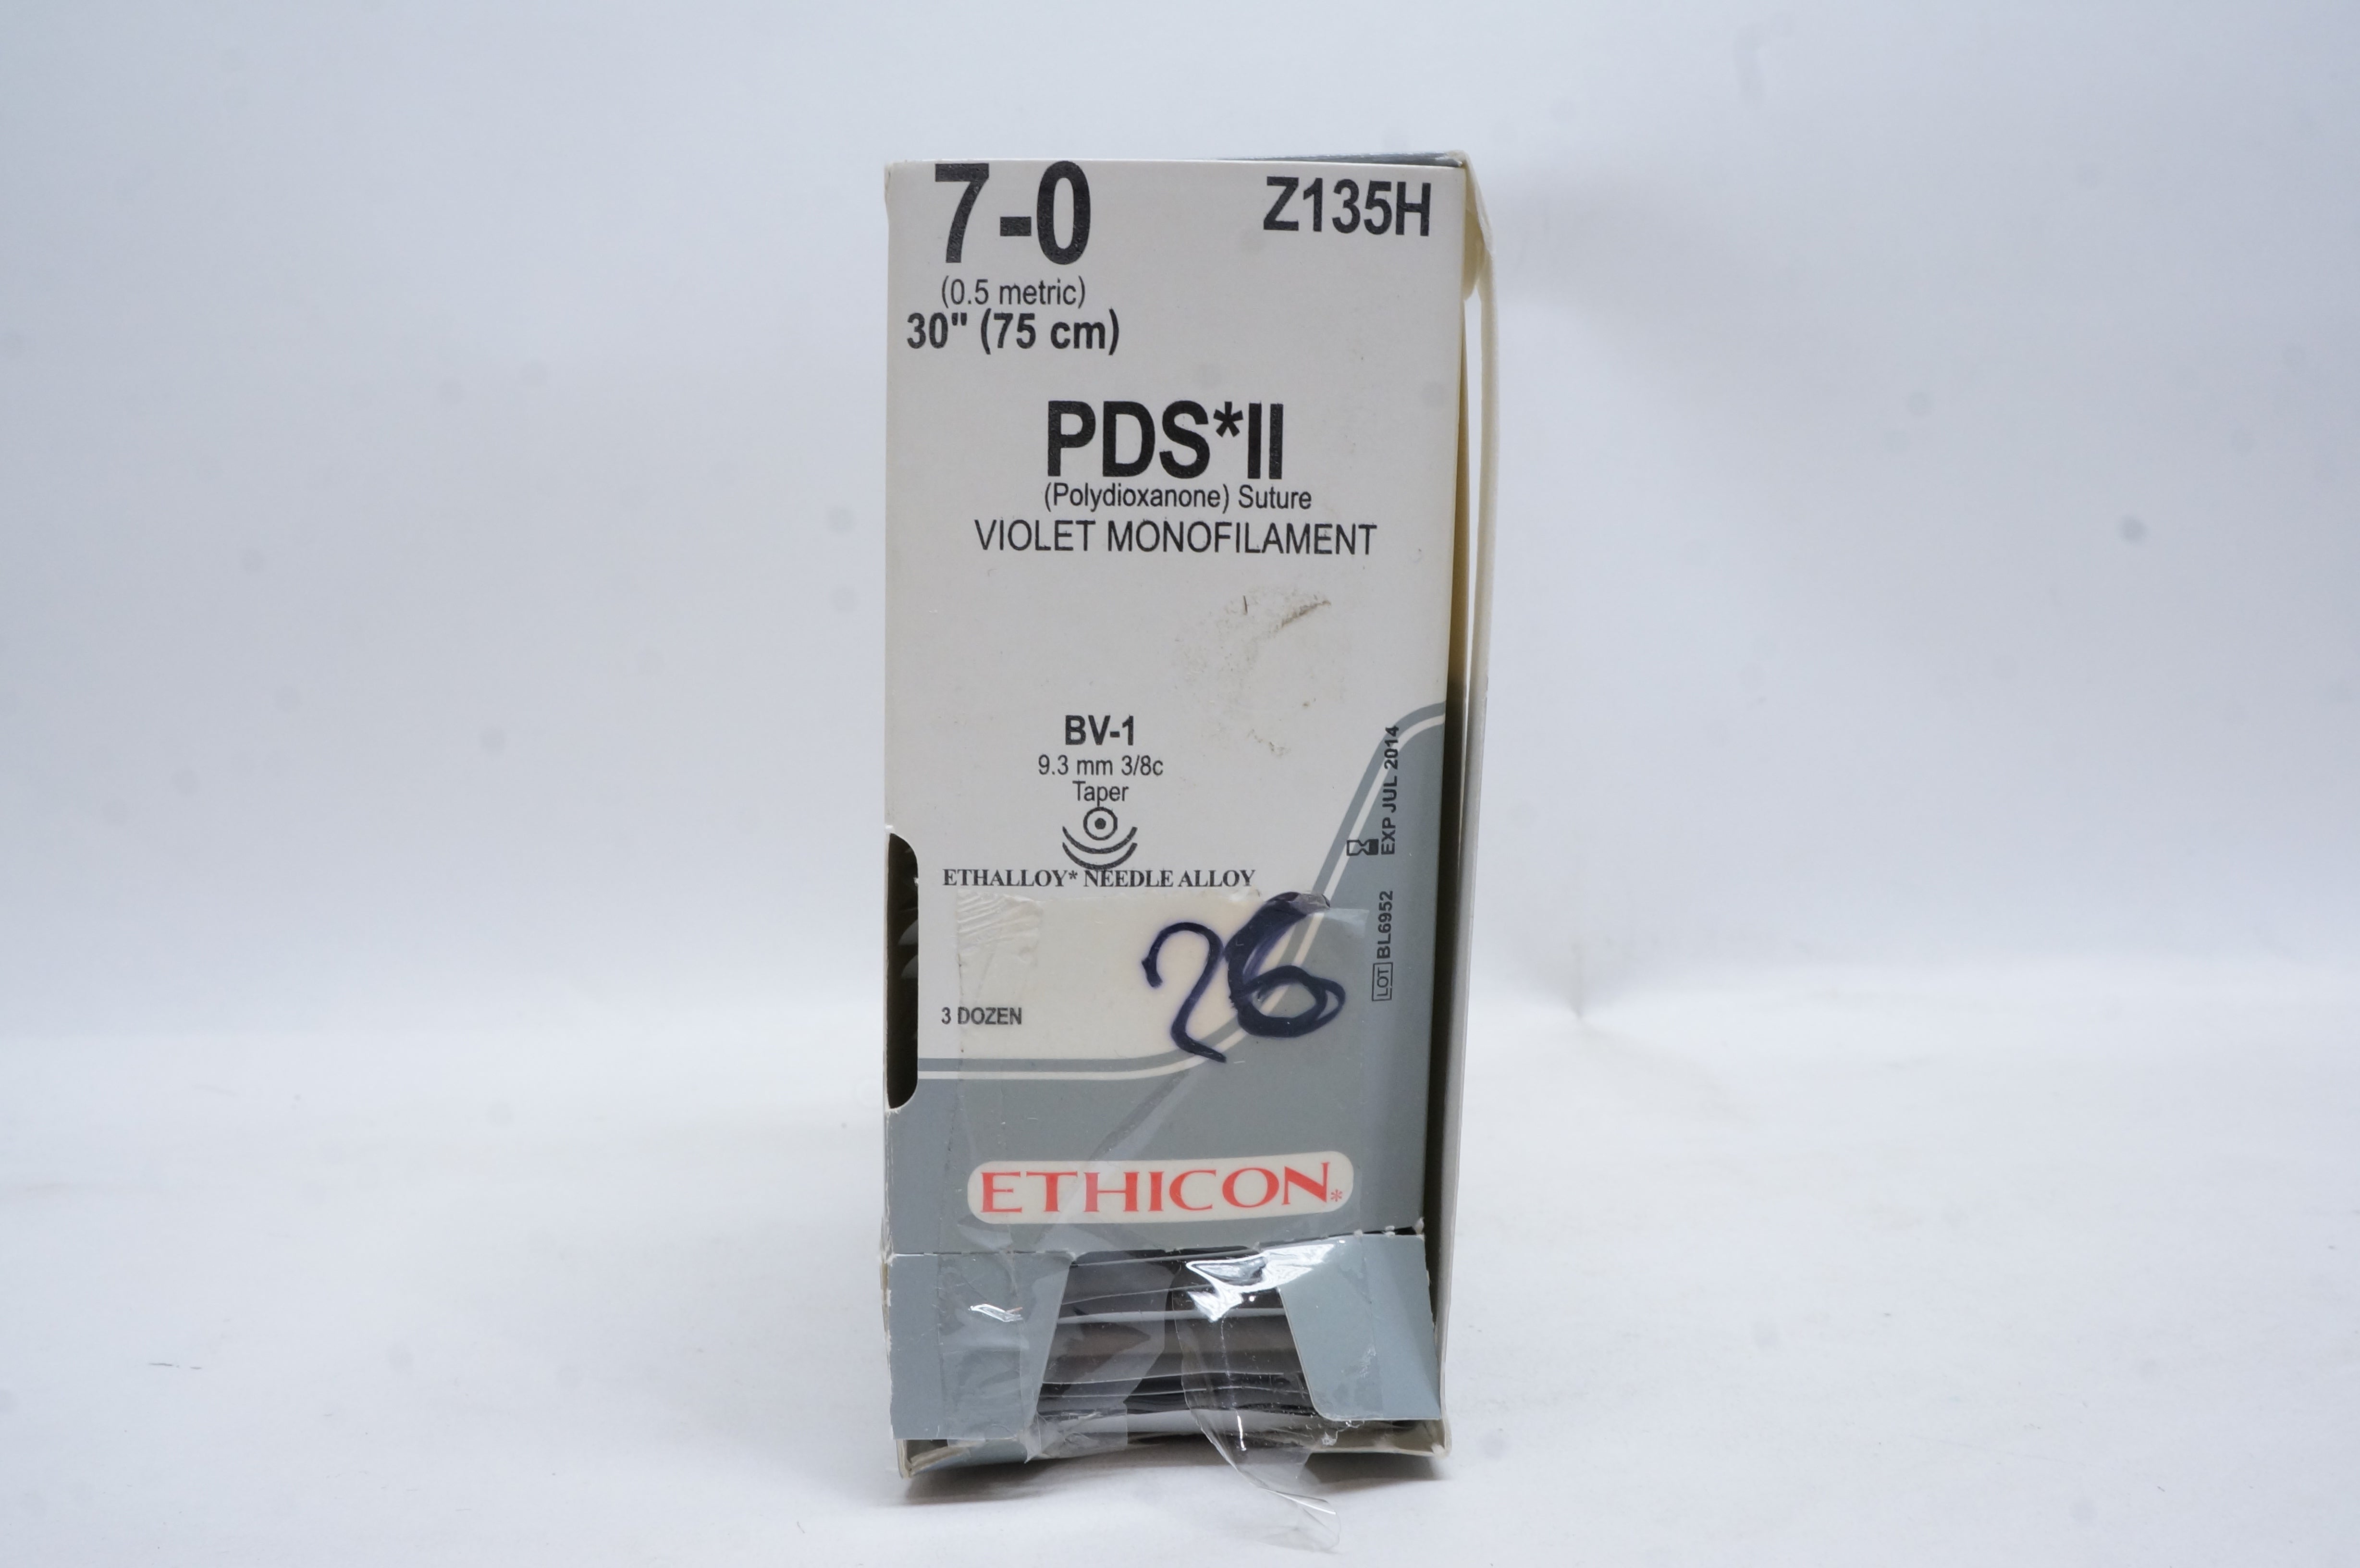 7-0
Z135H
(0.5 metric)
30" (75 cm)
PDS*II
(Polydioxanone) Suture
VIOLET MONOFILAMENT
BV-1
9.3 mm 3/8c
Taper
ETHALLOY* NEEDLE ALLOY
EXP JUL 2014
LOT BL6952
26
3 DOZEN
ETHICON*